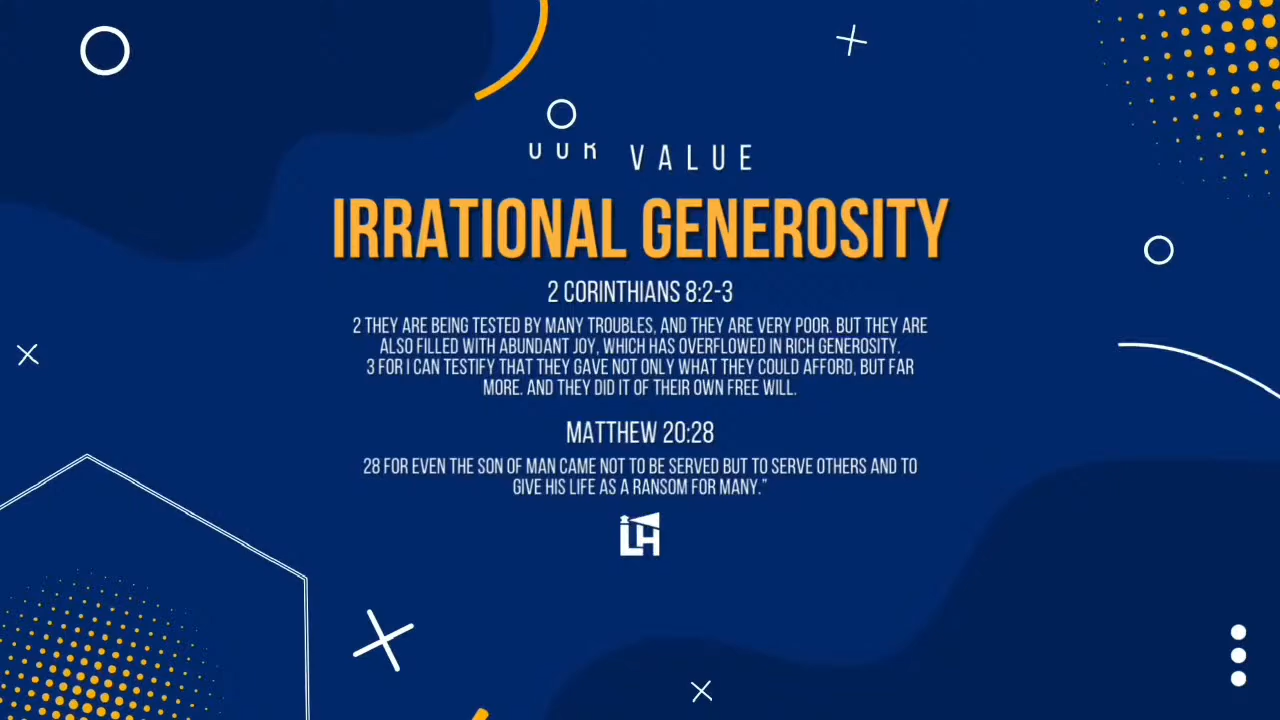 OUR VALUE
IRRATIONAL GENEROSITY
2 CORINTHIANS 8:2-3
2 THEY ARE BEING TESTED BY MANY TROUBLES, AND THEY ARE VERY POOR. BUT THEY ARE
ALSO FILLED WITH ABUNDANT JOY, WHICH HAS OVERFLOWED IN RICH GENEROSITY.
3 FOR I CAN TESTIFY THAT THEY GAVE NOT ONLY WHAT THEY COULD AFFORD, BUT FAR
MORE. AND THEY DID IT OF THEIR OWN FREE WILL.
MATTHEW 20:28
28 FOR EVEN THE SON OF MAN CAME NOT TO BE SERVED BUT TO SERVE OTHERS AND TO
GIVE HIS LIFE AS A RANSOM FOR MANY."
LH